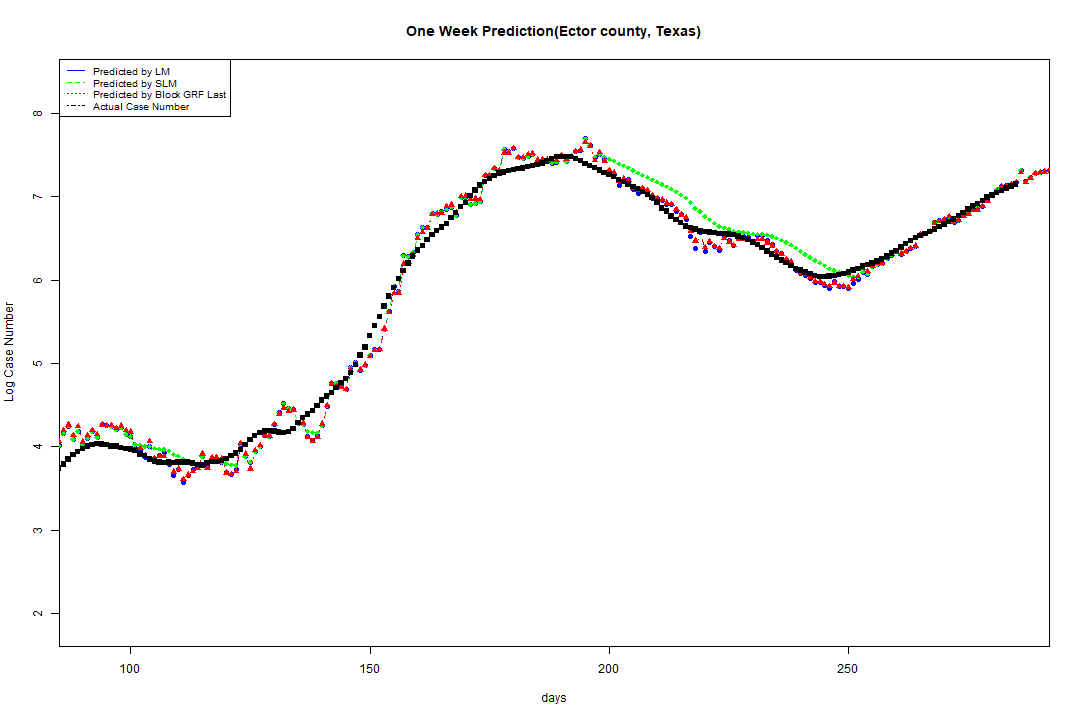 One Week Prediction(Ector county, Texas)
Predicted by LM
Predicted by SLM
Predicted by Block GRF Last
Actual Case Number
8
7
6
5
4
3
2
Log Case Number
100 150 200 250
days